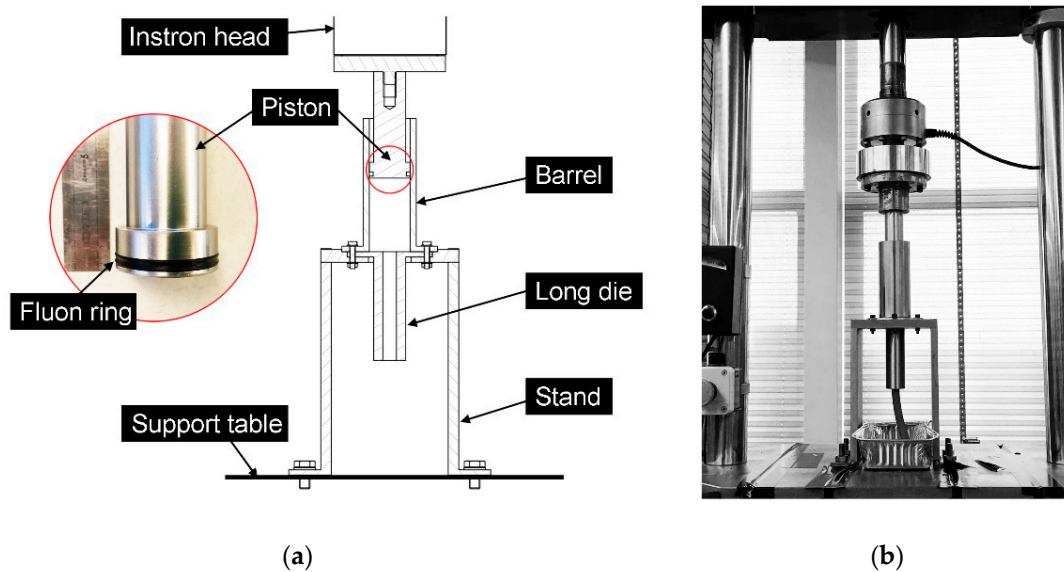 Instron head
Piston
Barrel
Fluon ring
Long die
Stand
Support table
(a)
(b)